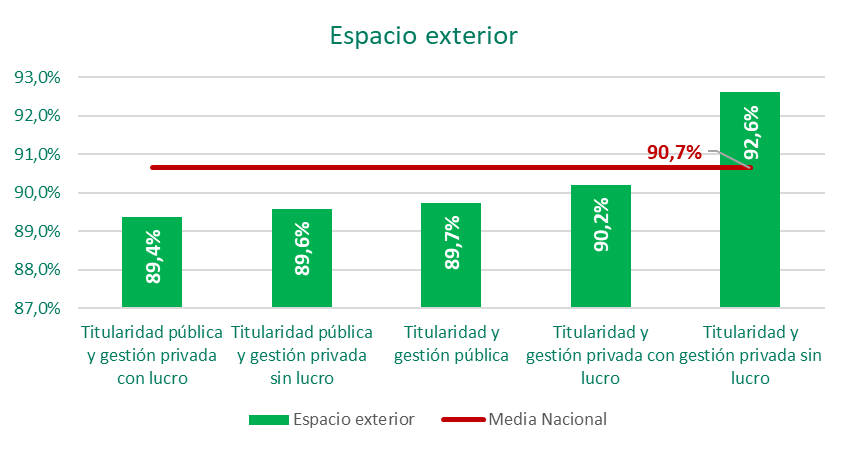 Espacio exterior
93,0%
92,0%
91,0%
90,0%
89,0%
88,0%
87,0%
90,7%
89,4%
89,6%
89,7%
90,2%
92,6%
Titularidad pública
y gestión privada
con lucro
Titularidad pública
y gestión privada
sin lucro
Titularidad y
gestión pública
Titularidad y
gestión privada con
lucro
Titularidad y
gestión privada sin
lucro
Espacio exterior
Media Nacional